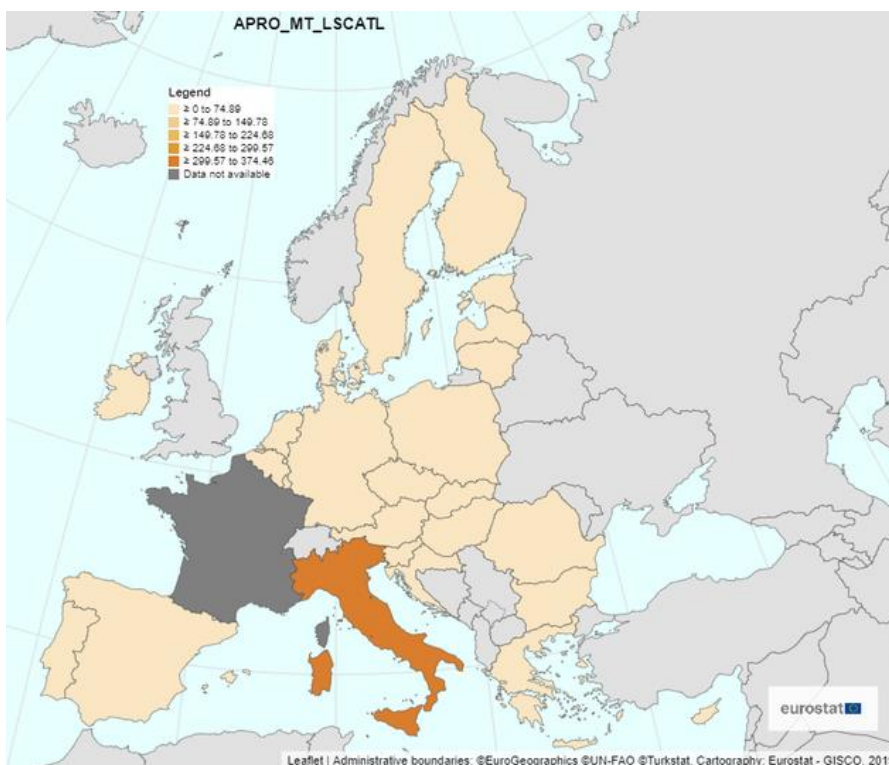 APRO_MT_LSCATL
Legend
≥ 0 to 74.89
≥ 74.89 to 149.78
≥ 149.78 to 224.68
≥ 224.68 to 299.57
≥ 299.57 to 374.46
Data not available
eurostat
Leaflet | Administrative boundaries: ©EuroGeographics ©UN-FAO ©Turkstat, Cartography: Eurostat - GISCO, 201